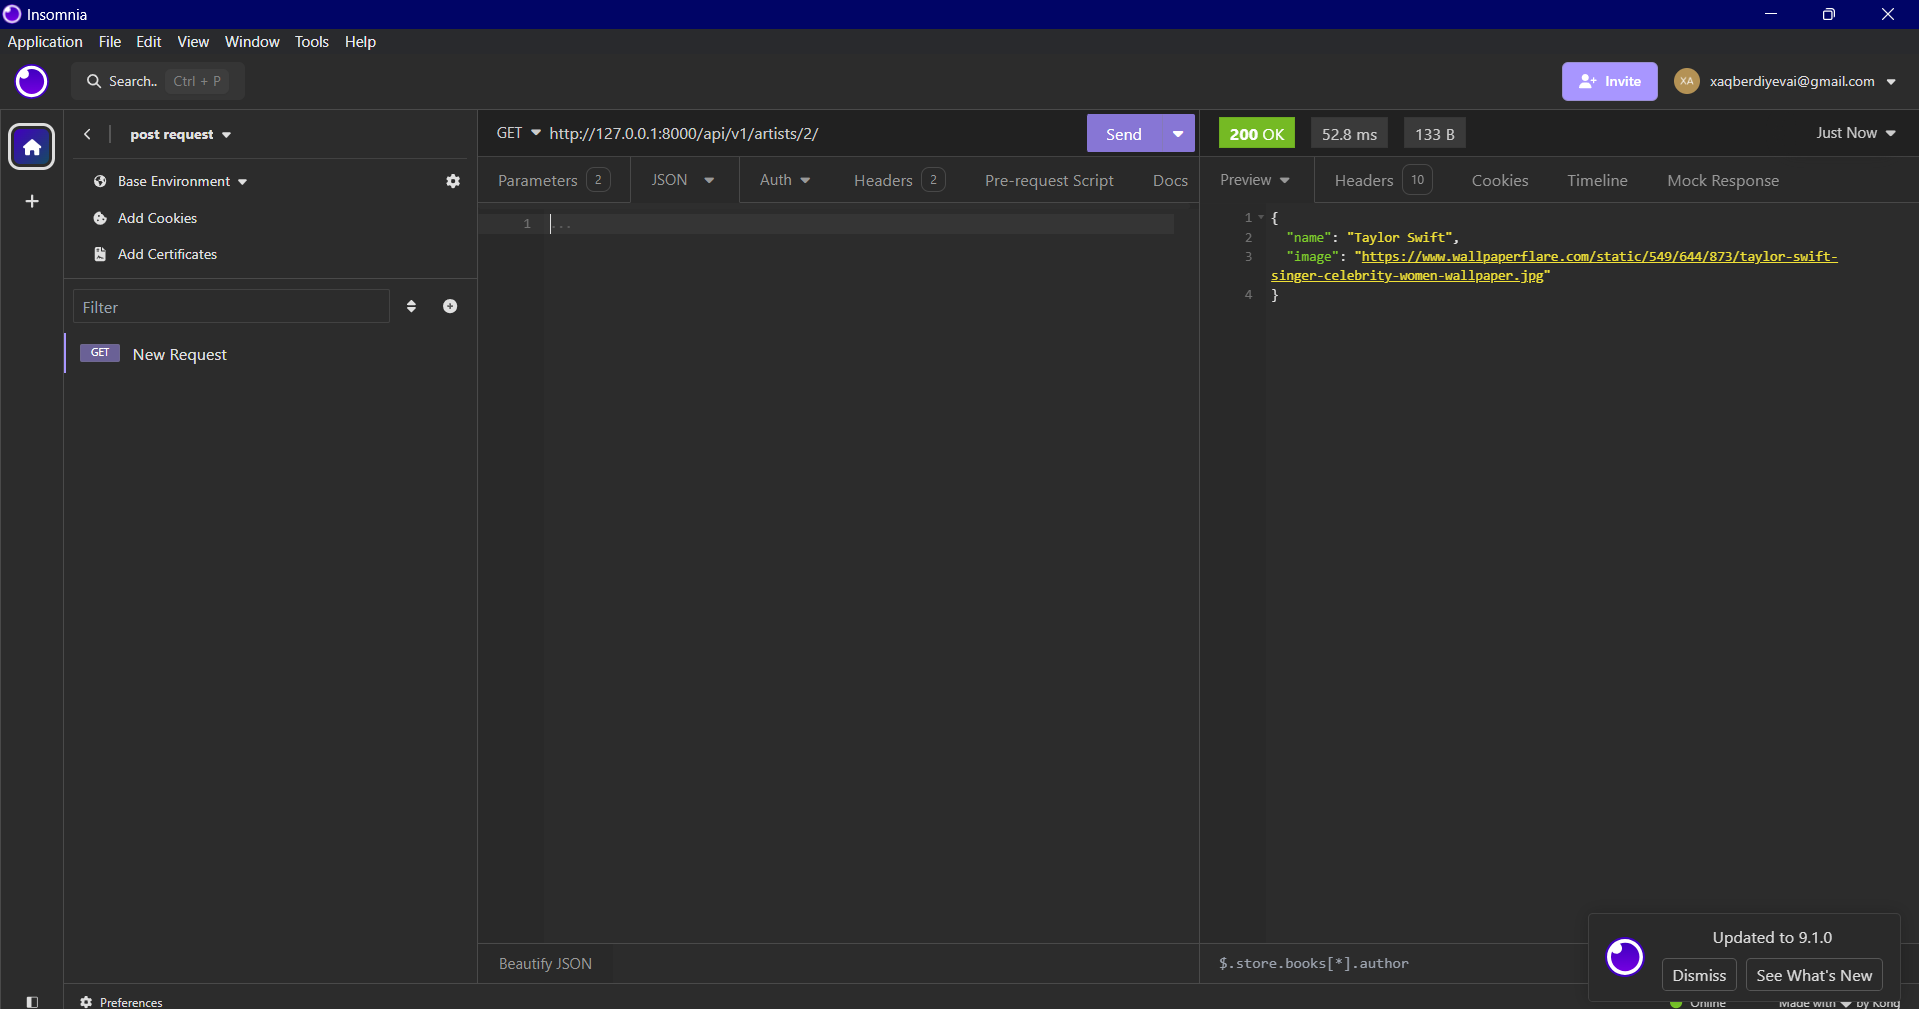 Insomnia
Application File Edit View Window Tools Help
Search.. Ctrl + P
Invite
XA xaqberdiyevai@gmail.com
post request
Base Environment
Add Cookies
Add Certificates
Filter
GET New Request
GET http://127.0.0.1:8000/api/v1/artists/2/ Send
Parameters 2 JSON Auth Headers 2 Pre-request Script Docs
1 ...
Beautify JSON
200 OK 52.8 ms 133 B Just Now
Preview Headers 10 Cookies Timeline Mock Response
1 {
2 "name": "Taylor Swift",
3 "image": "https://www.wallpaperflare.com/static/549/644/873/taylor-swift-
singer-celebrity-women-wallpaper.jpg"
4 }
$.store.books[*].author
Updated to 9.1.0
Dismiss See What's New
Preferences
Online Made with ❤ by Kong